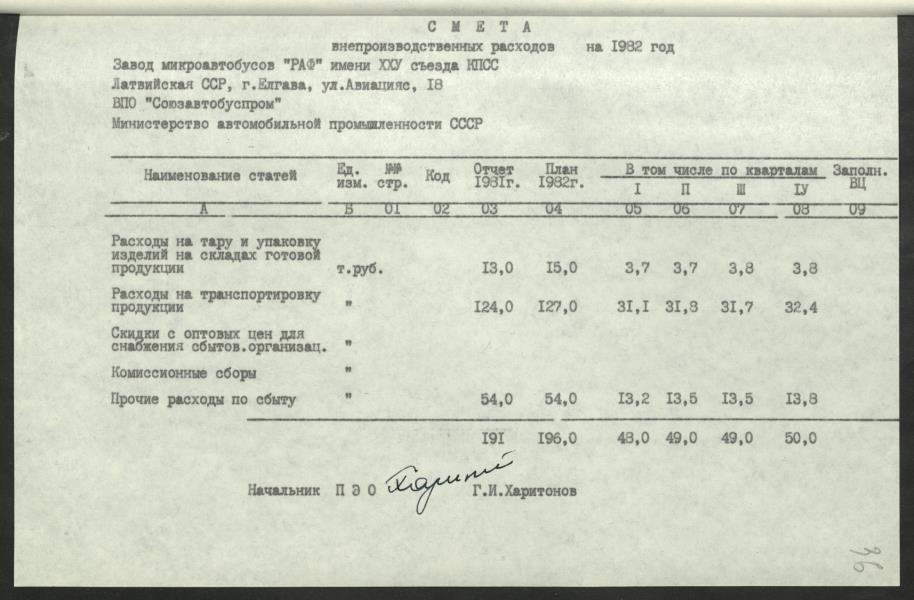 С М Е Т А
внепроизводственных расходов на 1982 год
Завод микроавтобусов "РАФ" имени ХХУ съезда КПСС
Латвийская ССР, г.Елгава, ул.Авиацияс, 18
ВПО "Союзавтобуспром"
Министерство автомобильной промышленности СССР
Наименование статей Ед. изм. №№ стр. Код Отчет 1981г. План 1982г. В том числе по кварталам Заполн. ВЦ
I П Ш IУ
А Б 01 02 03 04 05 06 07 08 09
Расходы на тару и упаковку
изделий на складах готовой
продукции т.руб. 13,0 15,0 3,7 3,7 3,8 3,8
Расходы на транспортировку
продукции " 124,0 127,0 31,1 31,8 31,7 32,4
Скидки с оптовых цен для
снабжения сбытов.организац. "
Комиссионные сборы "
Прочие расходы по сбыту " 54,0 54,0 13,2 13,5 13,5 13,8
191 196,0 48,0 49,0 49,0 50,0
Начальник П Э О Г.И.Харитонов
36